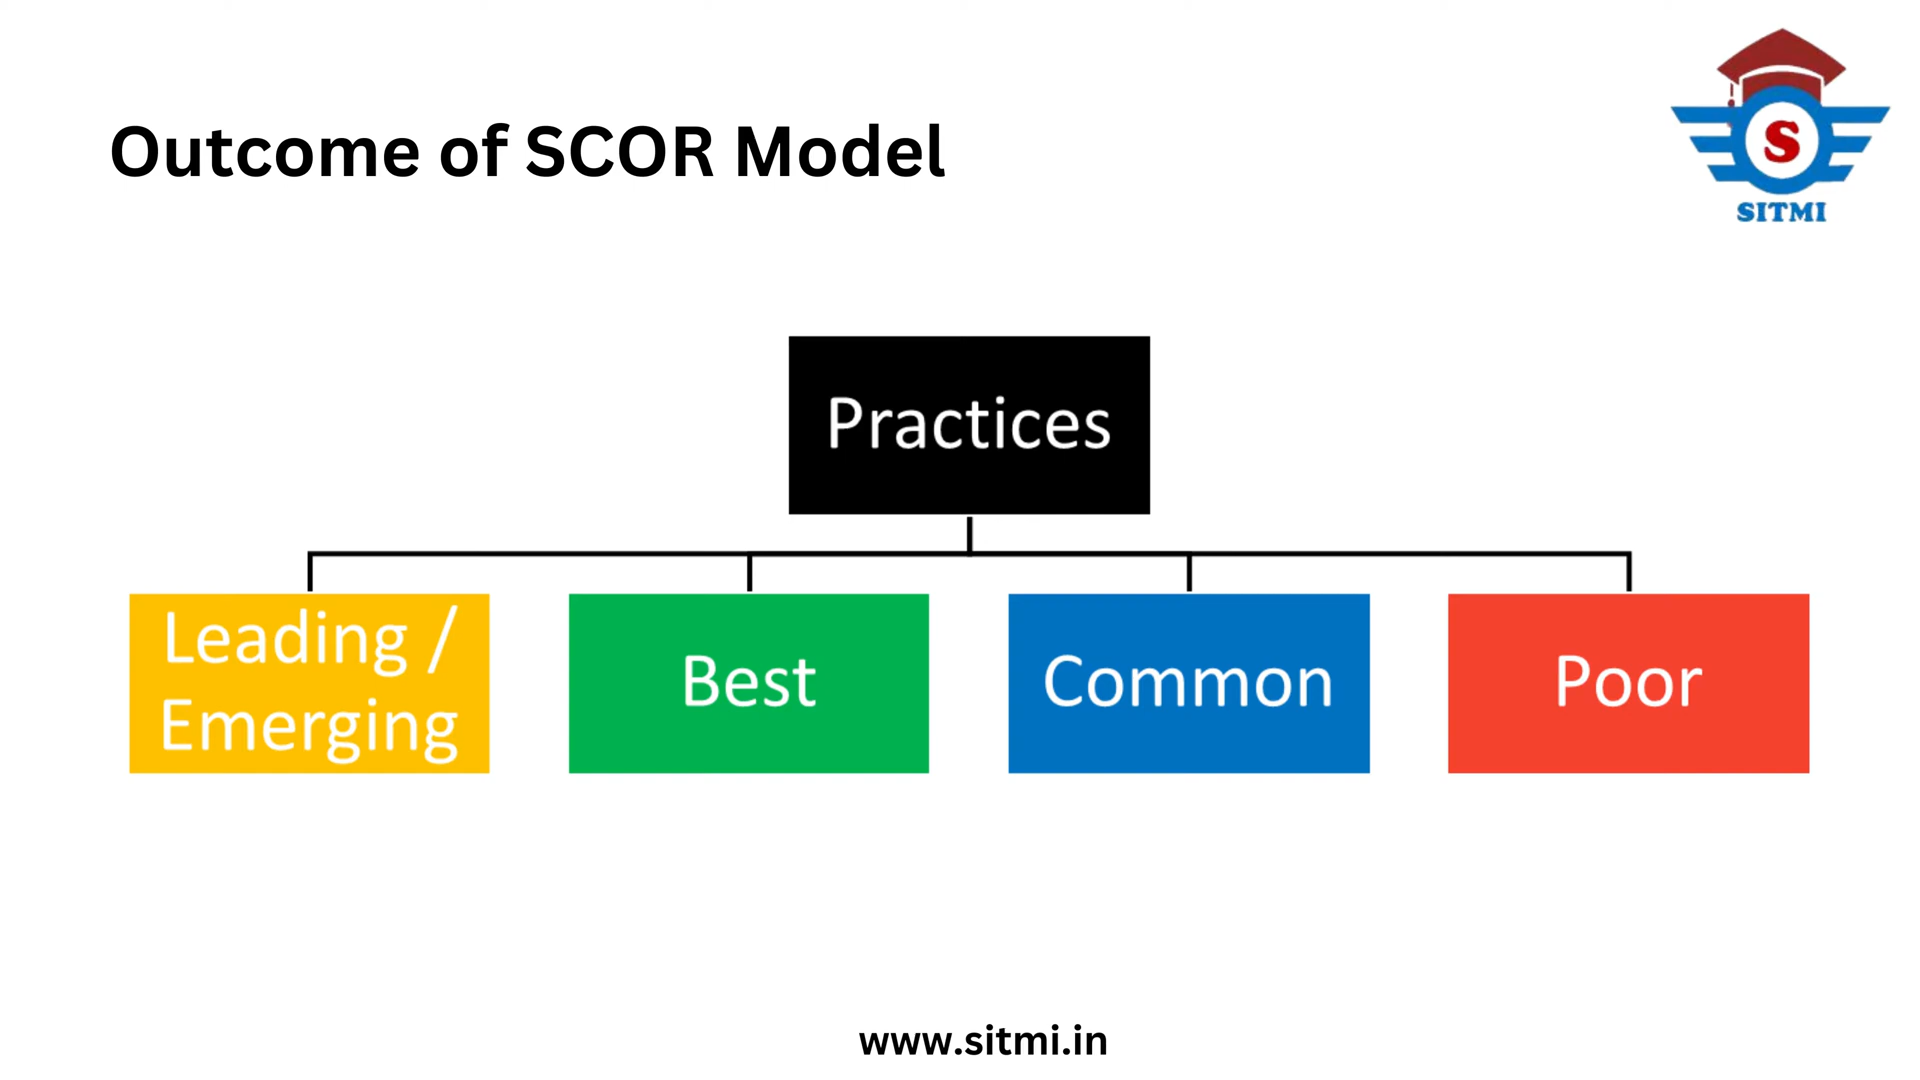 Outcome of SCOR Model
S
SITMI
Practices
Leading /
Emerging
Best
Common
Poor
www.sitmi.in